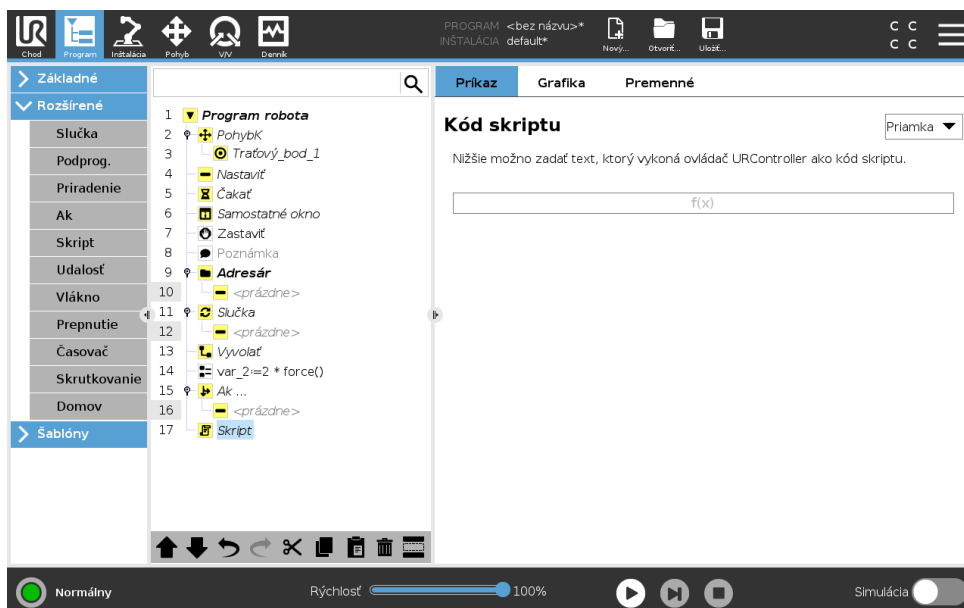 PROGRAM <bez názvu>*
INŠTALÁCIA default*
Chod Program Inštalácia Pohyb V/V Denník Nový... Otvoriť... Uložiť...
C C
C C
Základné
Rozšírené
Slučka
Podprog.
Priradenie
Ak
Skript
Udalosť
Vlákno
Prepnutie
Časovač
Skrutkovanie
Domov
Šablóny
1 Program robota
2 PohybK
3 Traťový_bod_1
4 Nastaviť
5 Čakať
6 Samostatné okno
7 Zastaviť
8 Poznámka
9 Adresár
10 <prázdne>
11 Slučka
12 <prázdne>
13 Vyvolať
14 var_2≔2 * force()
15 Ak ...
16 <prázdne>
17 Skript
Príkaz Grafika Premenné
Kód skriptu
Priamka
Nižšie možno zadať text, ktorý vykoná ovládač URController ako kód skriptu.
f(x)
Normálny
Rýchlosť 100%
Simulácia